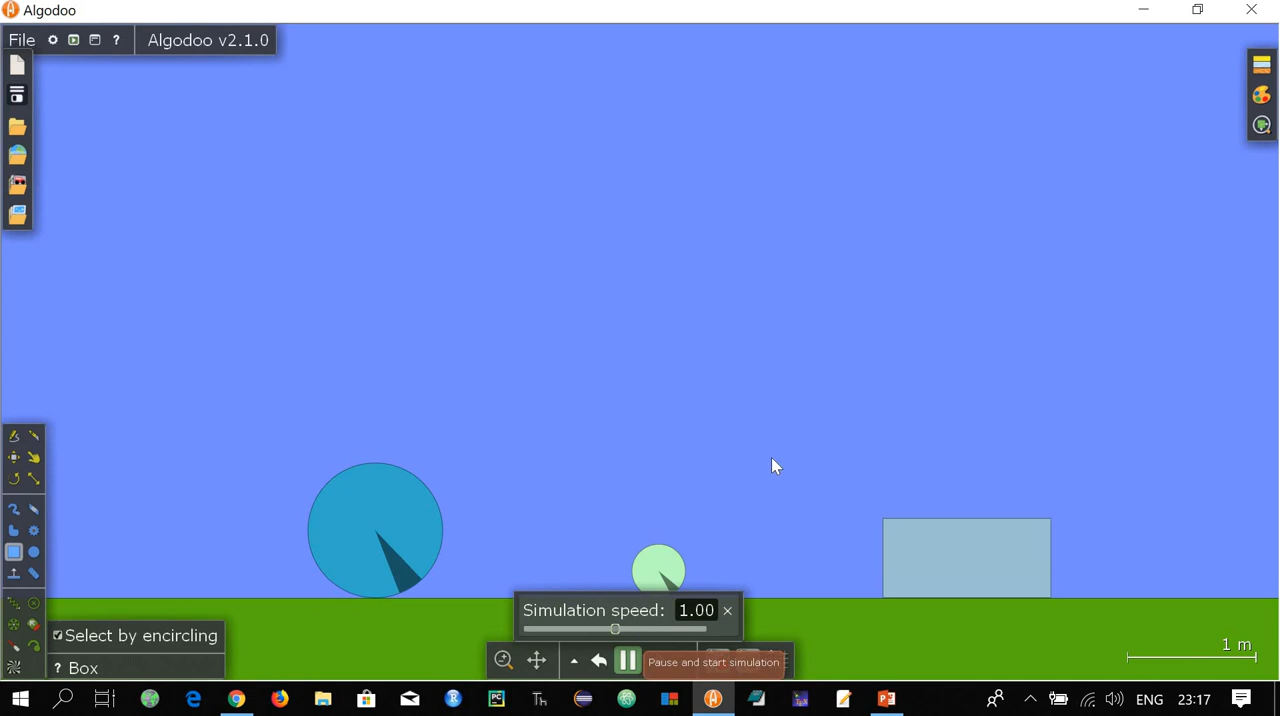 Algodoo
File ? Algodoo v2.1.0
Simulation speed: 1.00 ×
Select by encircling
? Box
Pause and start simulation
1 m
Th
ENG 23:17